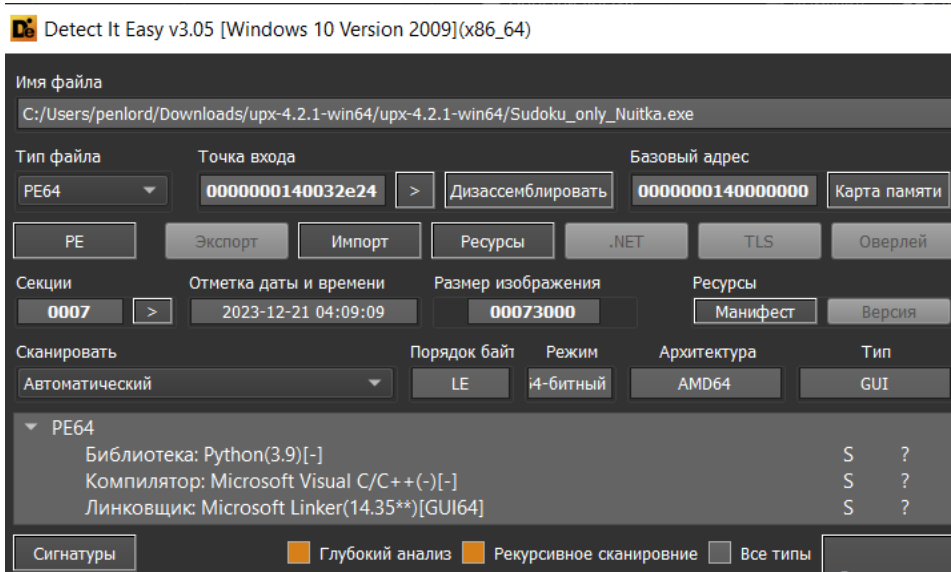 Detect It Easy v3.05 [Windows 10 Version 2009](x86_64)
Имя файла
C:/Users/penlord/Downloads/upx-4.2.1-win64/upx-4.2.1-win64/Sudoku_only_Nuitka.exe
Тип файла Точка входа Базовый адрес
PE64 0000000140032e24 > Дизассемблировать 0000000140000000 Карта памяти
PE Экспорт Импорт Ресурсы .NET TLS Оверлей
Секции Отметка даты и времени Размер изображения Ресурсы
0007 > 2023-12-21 04:09:09 00073000 Манифест Версия
Сканировать Порядок байт Режим Архитектура Тип
Автоматический LE 64-битный AMD64 GUI
PE64
Библиотека: Python(3.9)[-] S ?
Компилятор: Microsoft Visual C/C++(-)[-] S ?
Линковщик: Microsoft Linker(14.35**)[GUI64] S ?
Сигнатуры Глубокий анализ Рекурсивное сканировние Все типы